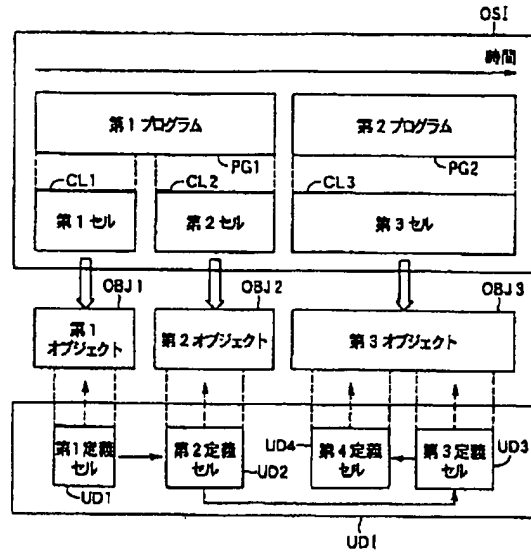 OSI
時間
第1プログラム
第2プログラム
PG1
PG2
CL1
CL2
CL3
第1セル
第2セル
第3セル
OBJ1
OBJ2
OBJ3
第1
オブジェクト
第2オブジェクト
第3オブジェクト
第1定義
セル
第2定義
セル
UD4
第4定義
セル
第3定義
セル
UD3
UD1
UD2
UDI